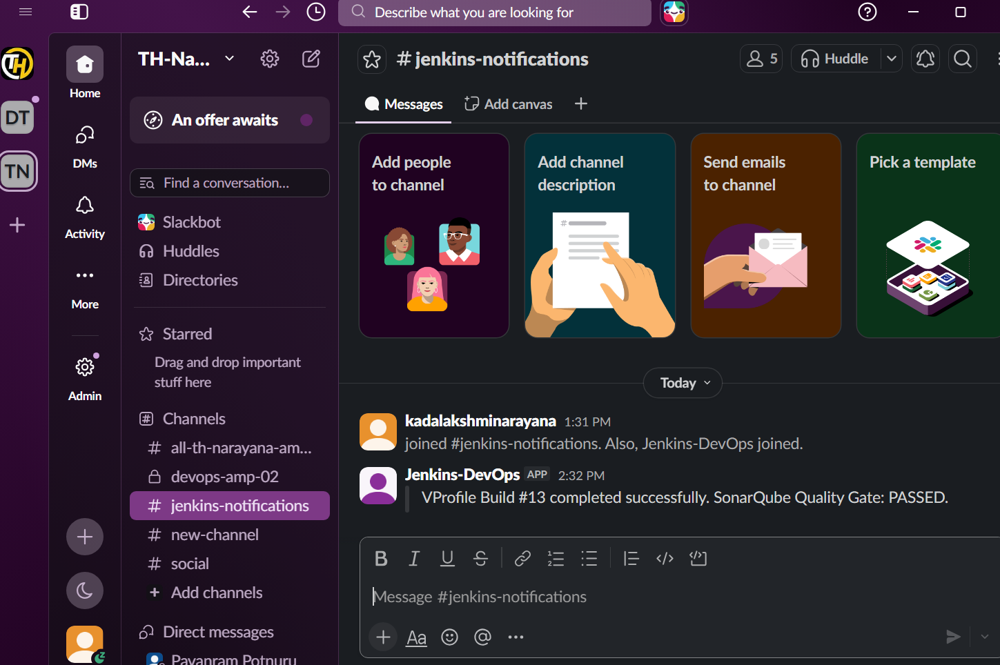 Describe what you are looking for
TH
DT
TN
Home
DMs
Activity
More
Admin
TH-Na...
An offer awaits
Find a conversation...
Slackbot
Huddles
Directories
Starred
Drag and drop important
stuff here
Channels
# all-th-narayana-am...
devops-amp-02
# jenkins-notifications
# new-channel
# social
+ Add channels
Direct messages
Pavanram Potnuru
# jenkins-notifications
5
Huddle
Messages
Add canvas
+
Add people
to channel
Add channel
description
#
Send emails
to channel
Pick a template
Today
kadalakshminarayana 1:31 PM
joined #jenkins-notifications. Also, Jenkins-DevOps joined.
Jenkins-DevOps APP 2:32 PM
VProfile Build #13 completed successfully. SonarQube Quality Gate: PASSED.
B I U S
Message #jenkins-notifications
+ Aa @ ...